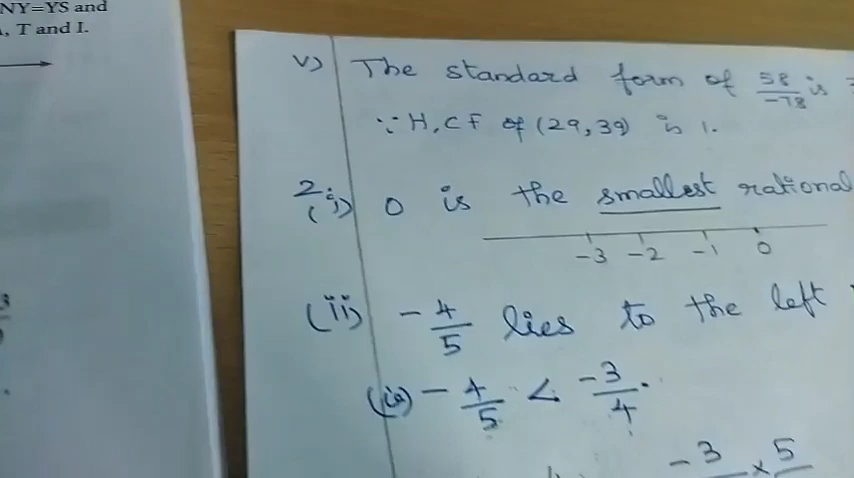 NY=YS and
, T and I.
v) The standard form of 58/-78 is
∵ H.CF of (29, 39) is 1.
2. (i) 0 is the smallest rational
-3 -2 -1 0
(ii) -4/5 lies to the left
(ie) -4/5 < -3/4.
-3 × 5